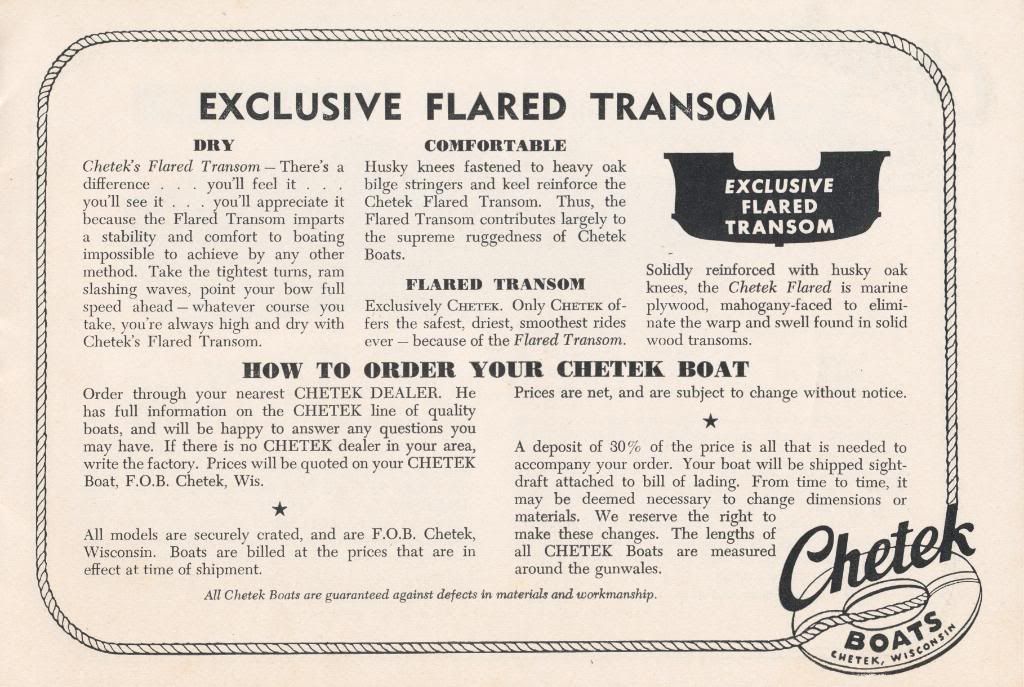 EXCLUSIVE FLARED TRANSOM
DRY
Chetek's Flared Transom — There's a
difference . . . you'll feel it . . .
you'll see it . . . you'll appreciate it
because the Flared Transom imparts
a stability and comfort to boating
impossible to achieve by any other
method. Take the tightest turns, ram
slashing waves, point your bow full
speed ahead — whatever course you
take, you're always high and dry with
Chetek's Flared Transom.
COMFORTABLE
Husky knees fastened to heavy oak
bilge stringers and keel reinforce the
Chetek Flared Transom. Thus, the
Flared Transom contributes largely to
the supreme ruggedness of Chetek
Boats.
FLARED TRANSOM
Exclusively CHETEK. Only CHETEK of-
fers the safest, driest, smoothest rides
ever — because of the Flared Transom.
EXCLUSIVE
FLARED
TRANSOM
Solidly reinforced with husky oak
knees, the Chetek Flared is marine
plywood, mahogany-faced to elimi-
nate the warp and swell found in solid
wood transoms.
HOW TO ORDER YOUR CHETEK BOAT
Order through your nearest CHETEK DEALER. He
has full information on the CHETEK line of quality
boats, and will be happy to answer any questions you
may have. If there is no CHETEK dealer in your area,
write the factory. Prices will be quoted on your CHETEK
Boat, F.O.B. Chetek, Wis.
★
All models are securely crated, and are F.O.B. Chetek,
Wisconsin. Boats are billed at the prices that are in
effect at time of shipment.
Prices are net, and are subject to change without notice.
★
A deposit of 30% of the price is all that is needed to
accompany your order. Your boat will be shipped sight-
draft attached to bill of lading. From time to time, it
may be deemed necessary to change dimensions or
materials. We reserve the right to
make these changes. The lengths of
all CHETEK Boats are measured
around the gunwales.
All Chetek Boats are guaranteed against defects in materials and workmanship.
Chetek
BOATS
CHETEK, WISCONSIN